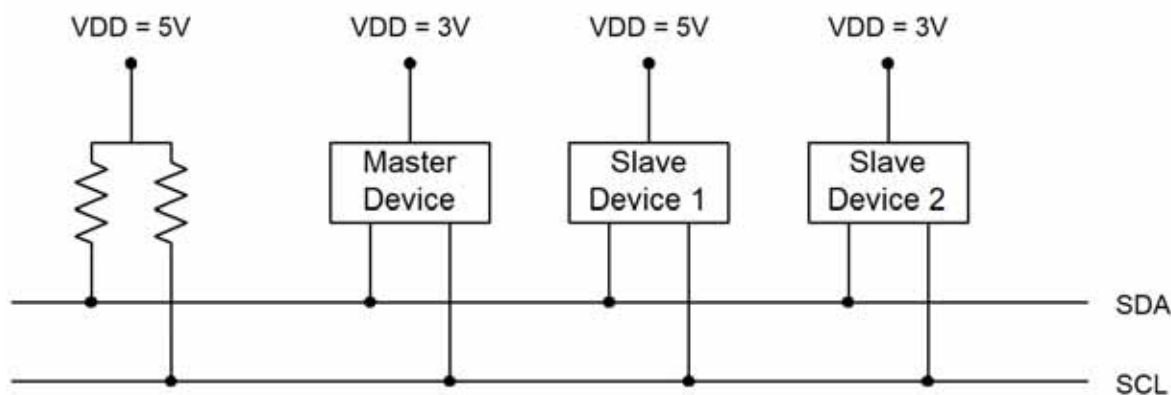 VDD = 5V
VDD = 3V
VDD = 5V
VDD = 3V
Master
Device
Slave
Device 1
Slave
Device 2
SDA
SCL